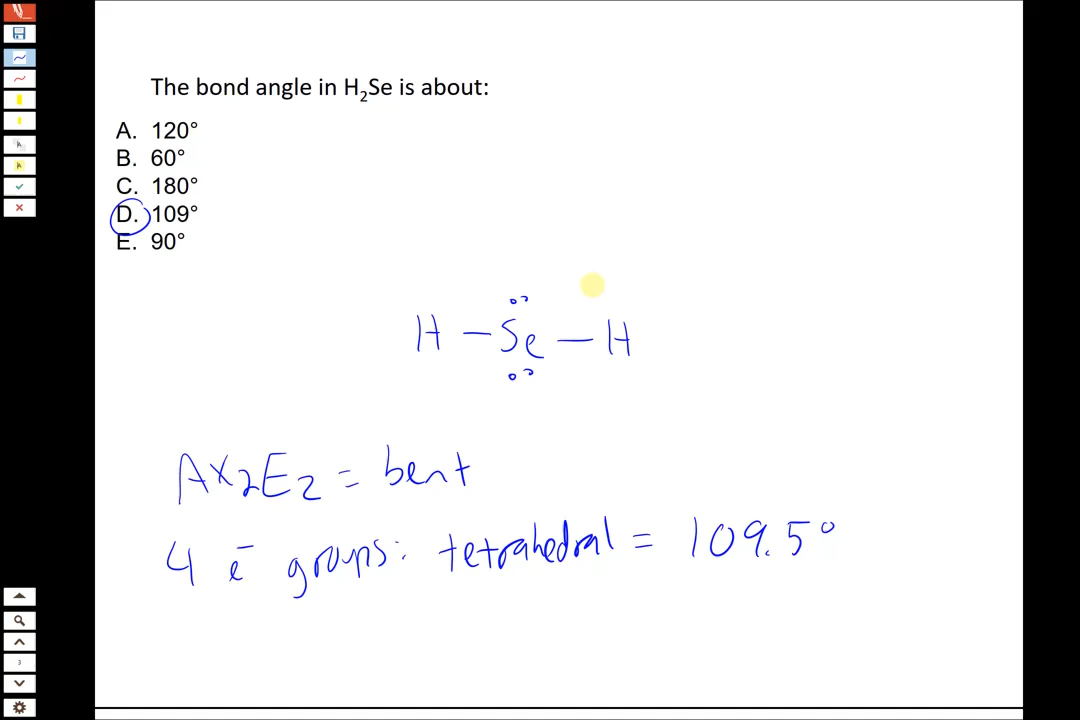 The bond angle in H₂Se is about:
A. 120°
B. 60°
C. 180°
D. 109°
E. 90°
H — Se — H
AX₂E₂ = bent
4 e⁻ groups: tetrahedral = 109.5°
3